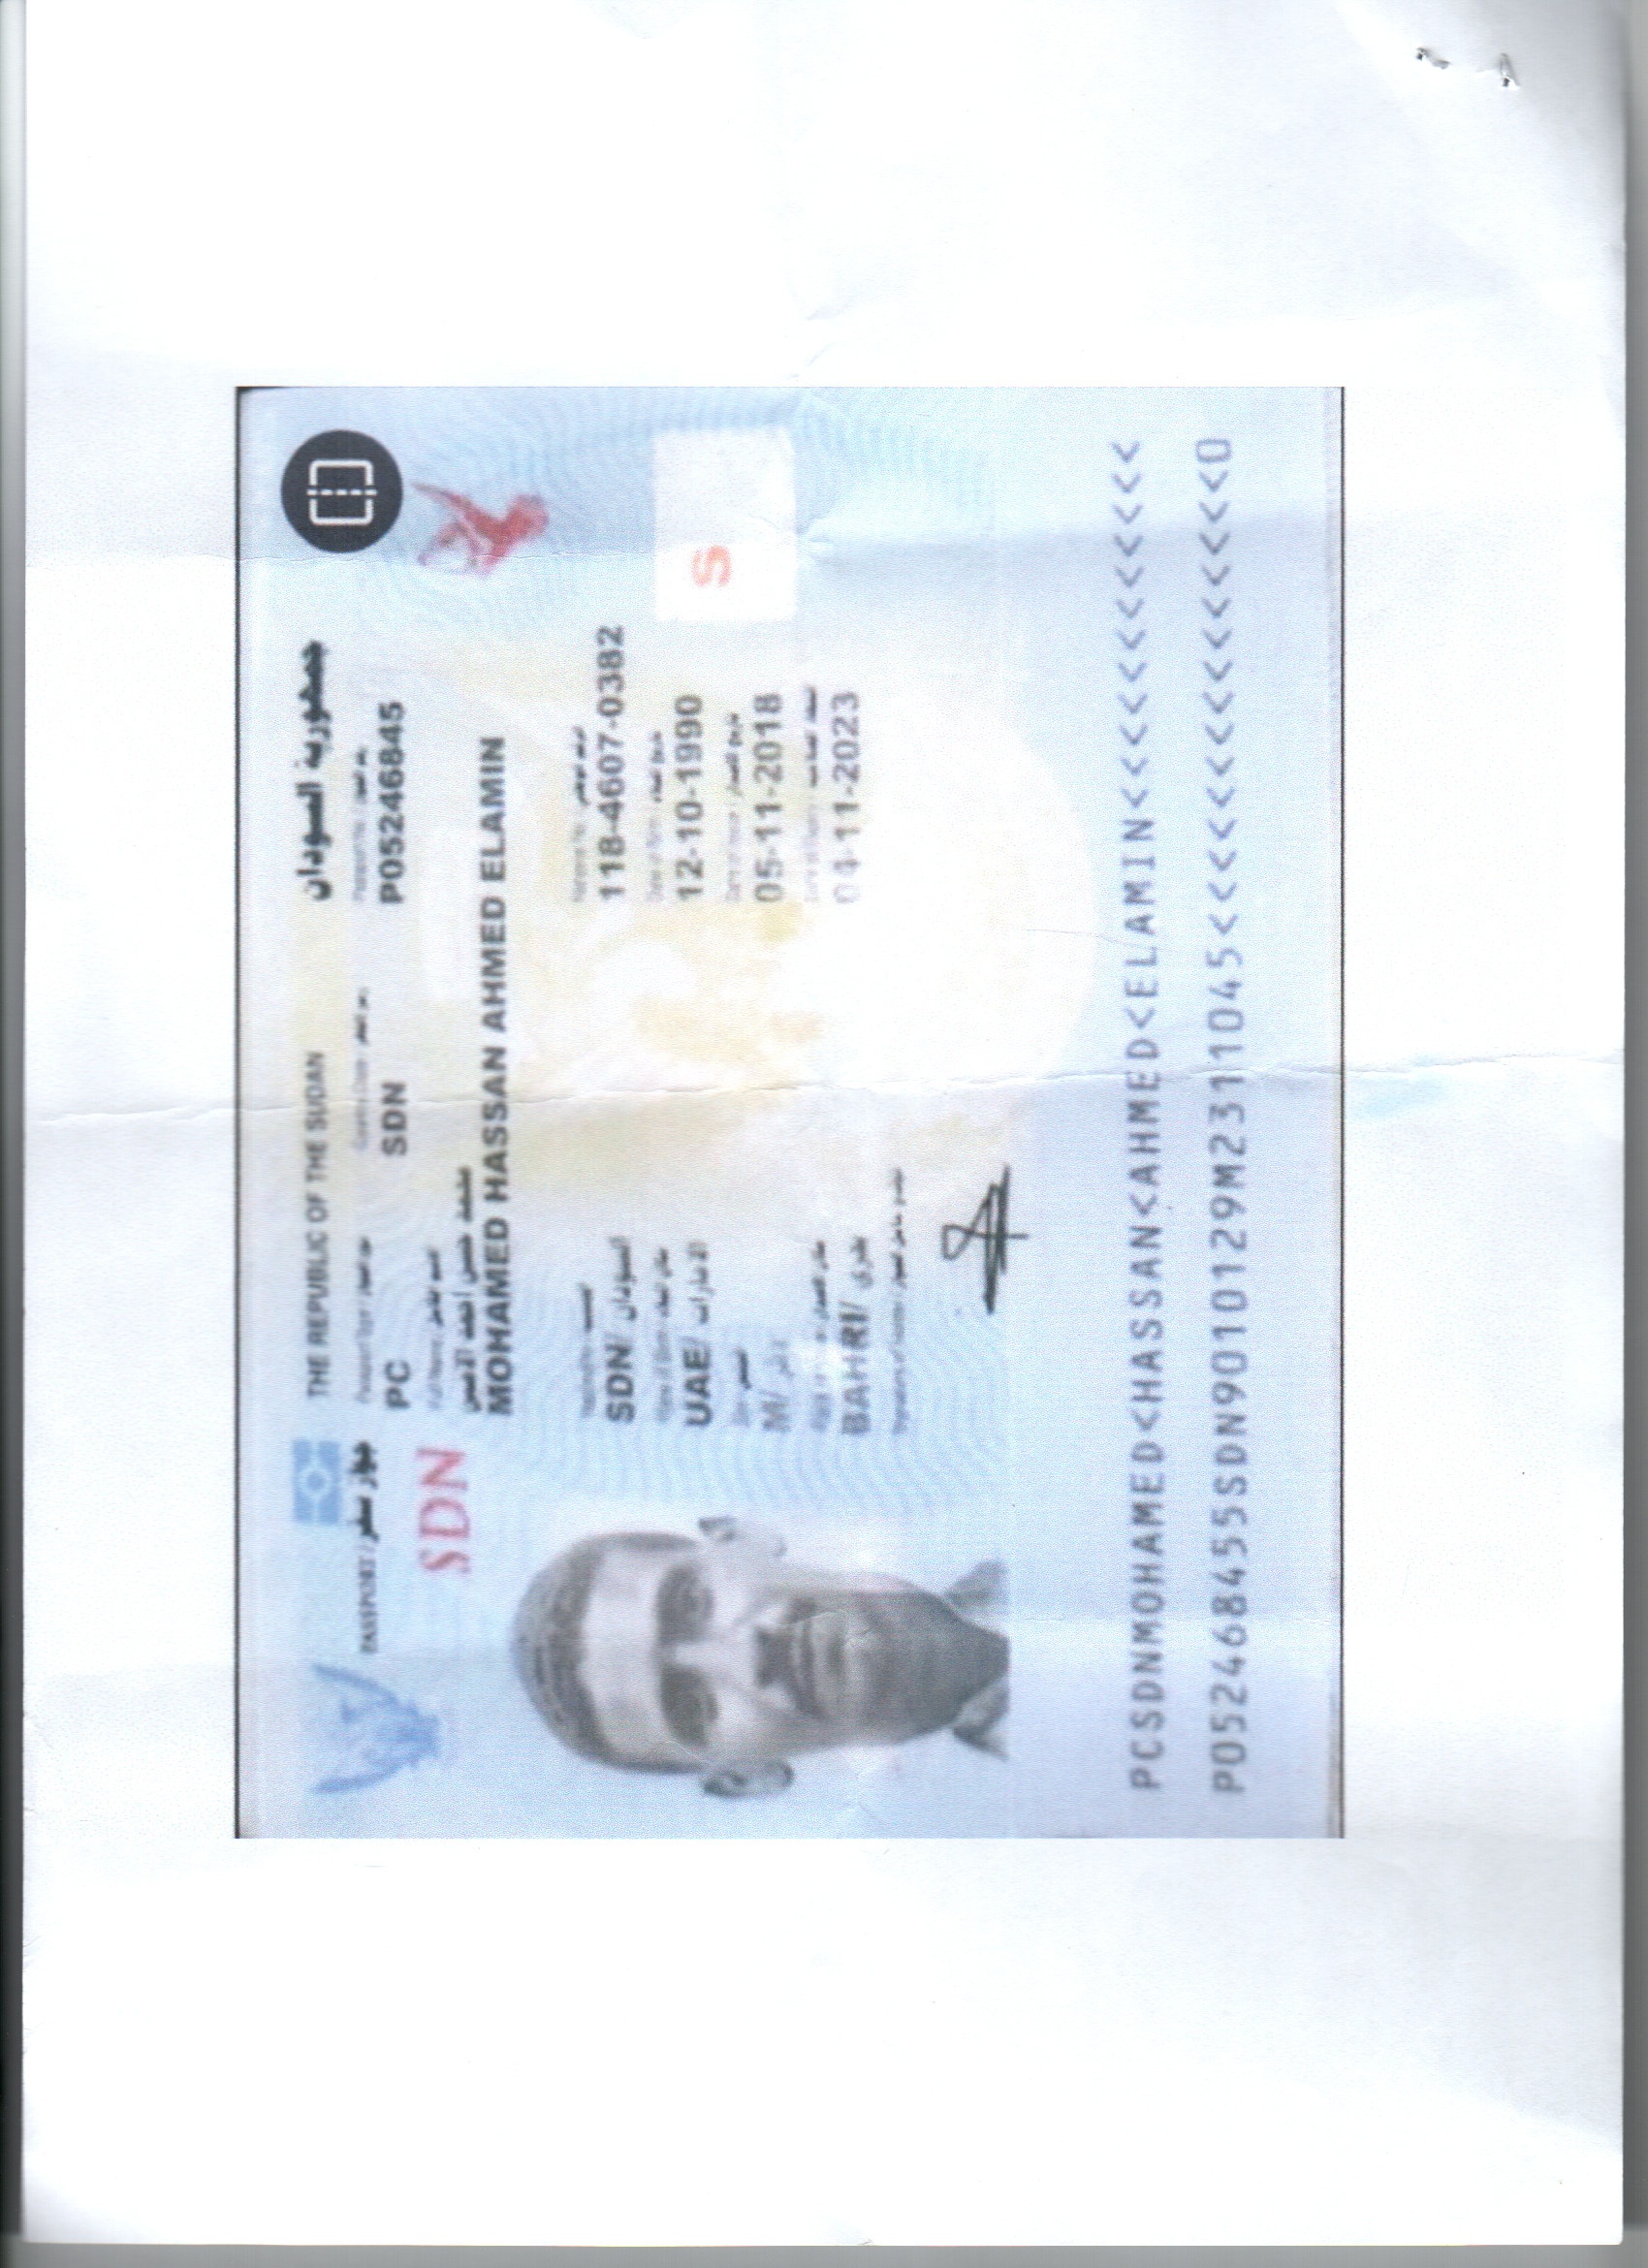 THE REPUBLIC OF THE SUDAN جمهورية السودان
PASSPORT / جواز سفر
SDN
PC SDN P05246845
محمد حسن أحمد الأمين
MOHAMED HASSAN AHMED ELAMIN
118-4607-0382
SDN/ السودان
12-10-1990
UAE/ الامارات
05-11-2018
M/ ذكر
04-11-2023
BAHRI/ بحري
S
PCSDNMOHAMED<HASSAN<AHMED<ELAMIN<<<<<<<<<<<<
P052468455SDN9010129M2311045<<<<<<<<<<<<<<<0